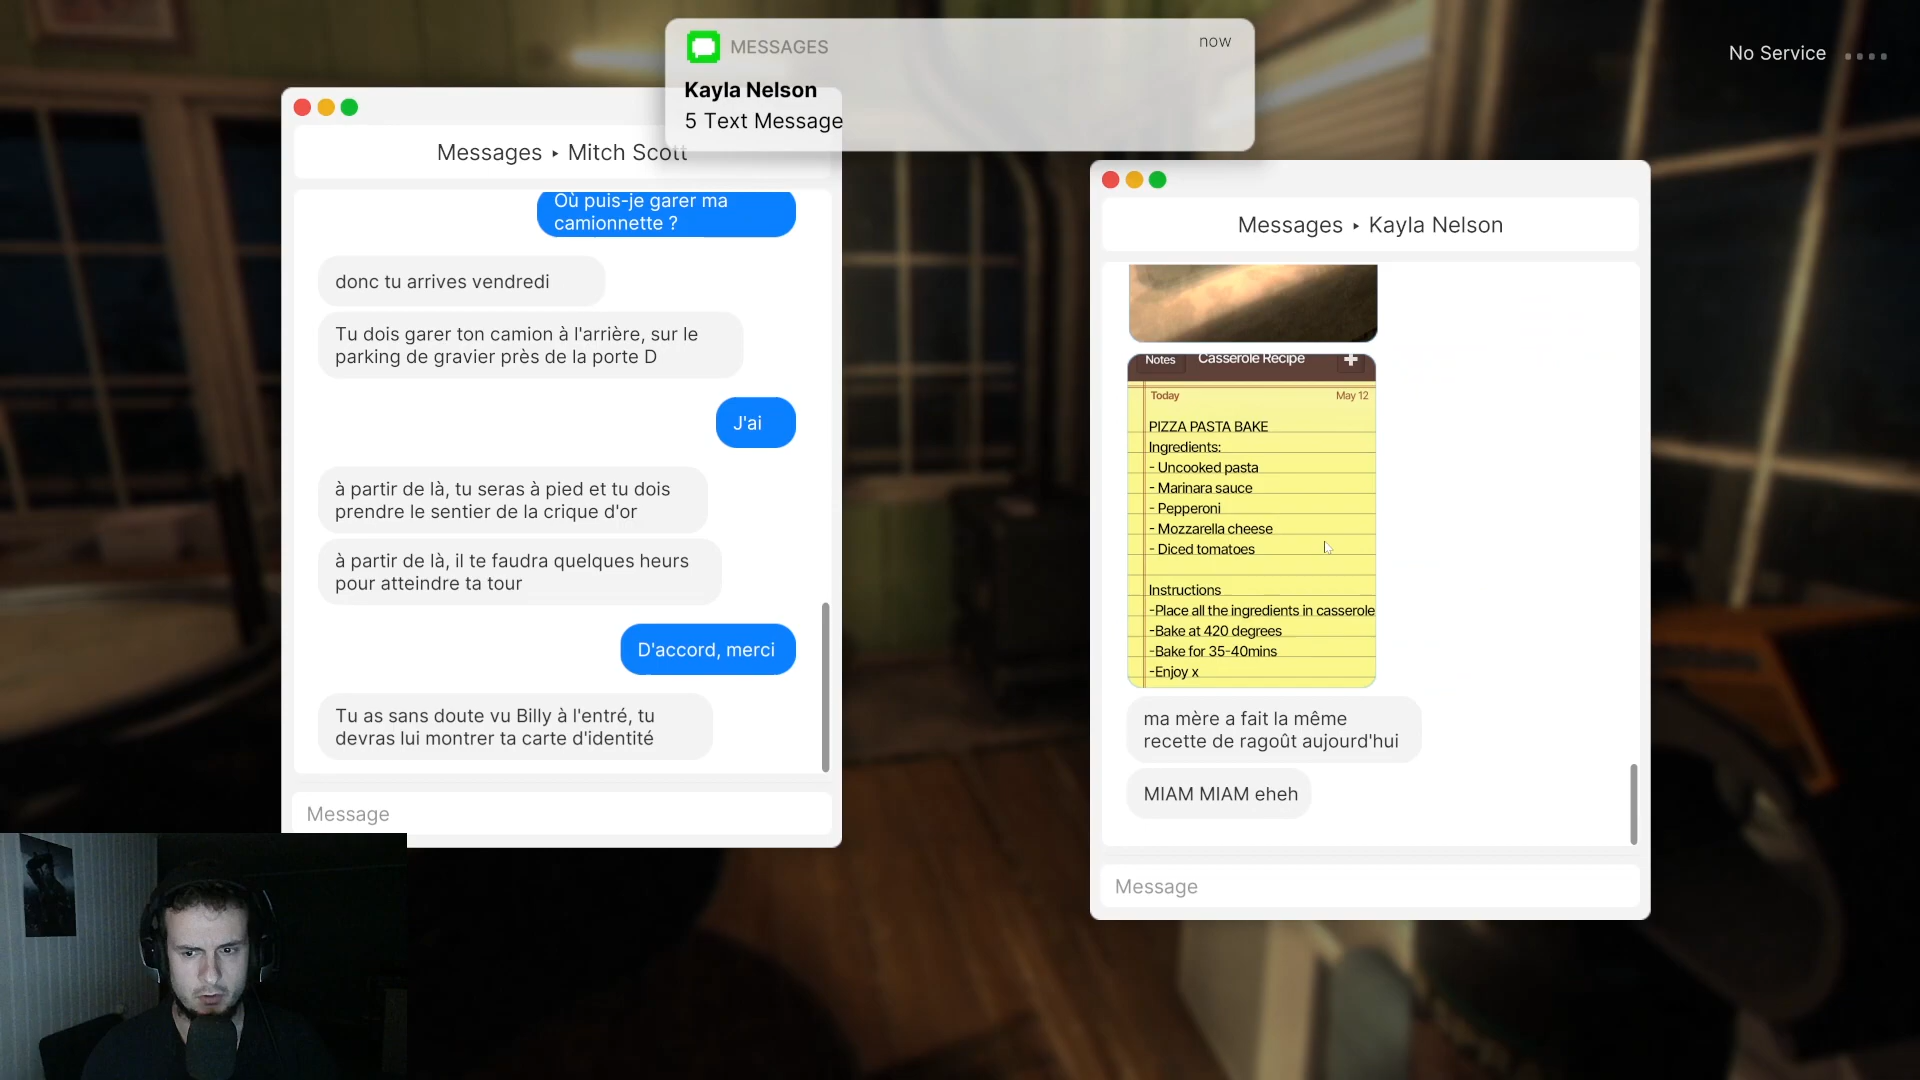 MESSAGES
now
Kayla Nelson
5 Text Message
No Service
Messages ‣ Mitch Scott
Où puis-je garer ma
camionnette ?
donc tu arrives vendredi
Tu dois garer ton camion à l'arrière, sur le
parking de gravier près de la porte D
J'ai
à partir de là, tu seras à pied et tu dois
prendre le sentier de la crique d'or
à partir de là, il te faudra quelques heurs
pour atteindre ta tour
D'accord, merci
Tu as sans doute vu Billy à l'entré, tu
devras lui montrer ta carte d'identité
Message
Messages ‣ Kayla Nelson
Notes
Casserole Recipe
Today
May 12
PIZZA PASTA BAKE
Ingredients:
- Uncooked pasta
- Marinara sauce
- Pepperoni
- Mozzarella cheese
- Diced tomatoes
Instructions
-Place all the ingredients in casserole
-Bake at 420 degrees
-Bake for 35-40mins
-Enjoy x
ma mère a fait la même
recette de ragoût aujourd'hui
MIAM MIAM eheh
Message